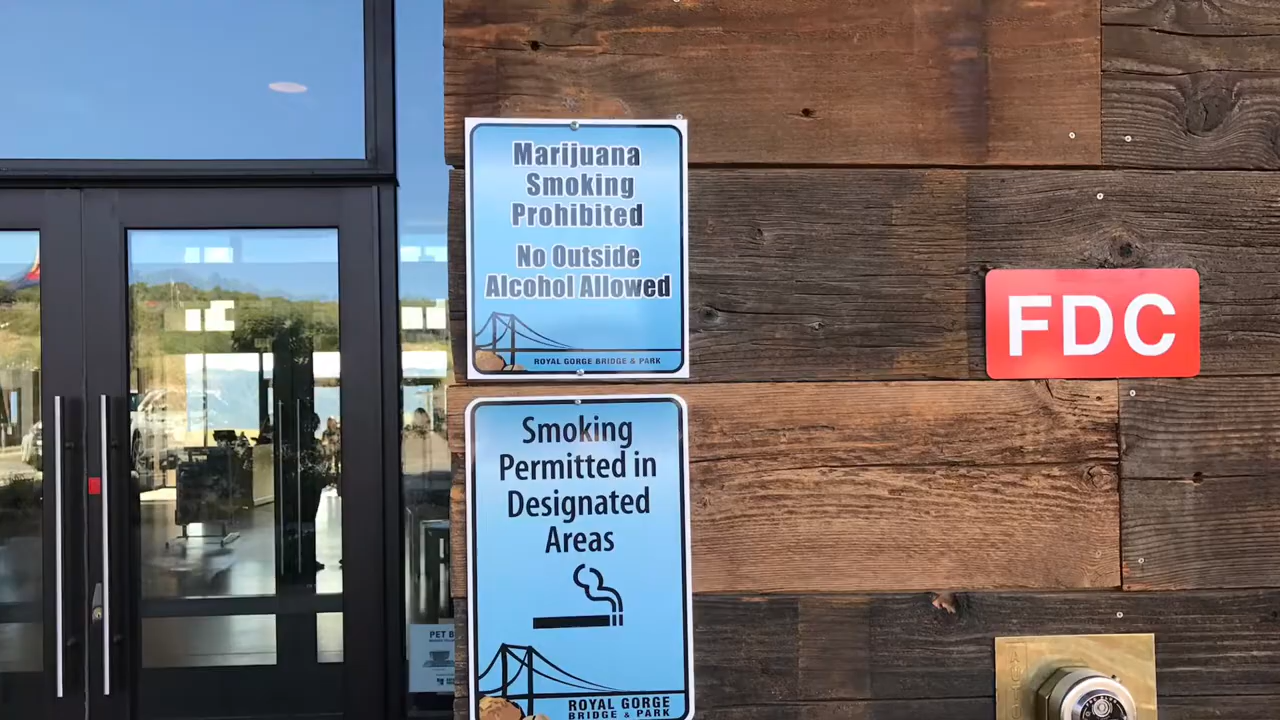 Marijuana
Smoking
Prohibited
No Outside
Alcohol Allowed
ROYAL GORGE BRIDGE & PARK
FDC
Smoking
Permitted in
Designated
Areas
ROYAL GORGE
BRIDGE & PARK
PET